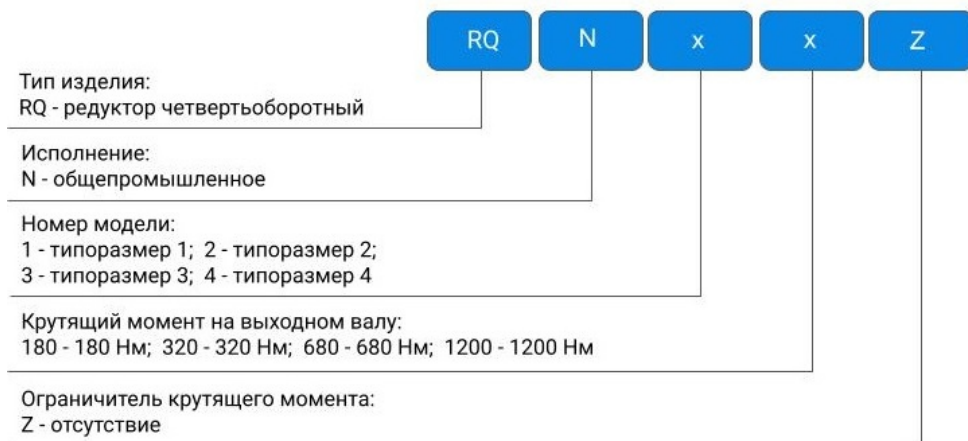 RQ N x x Z
Тип изделия:
RQ - редуктор четвертьоборотный
Исполнение:
N - общепромышленное
Номер модели:
1 - типоразмер 1; 2 - типоразмер 2;
3 - типоразмер 3; 4 - типоразмер 4
Крутящий момент на выходном валу:
180 - 180 Нм; 320 - 320 Нм; 680 - 680 Нм; 1200 - 1200 Нм
Ограничитель крутящего момента:
Z - отсутствие